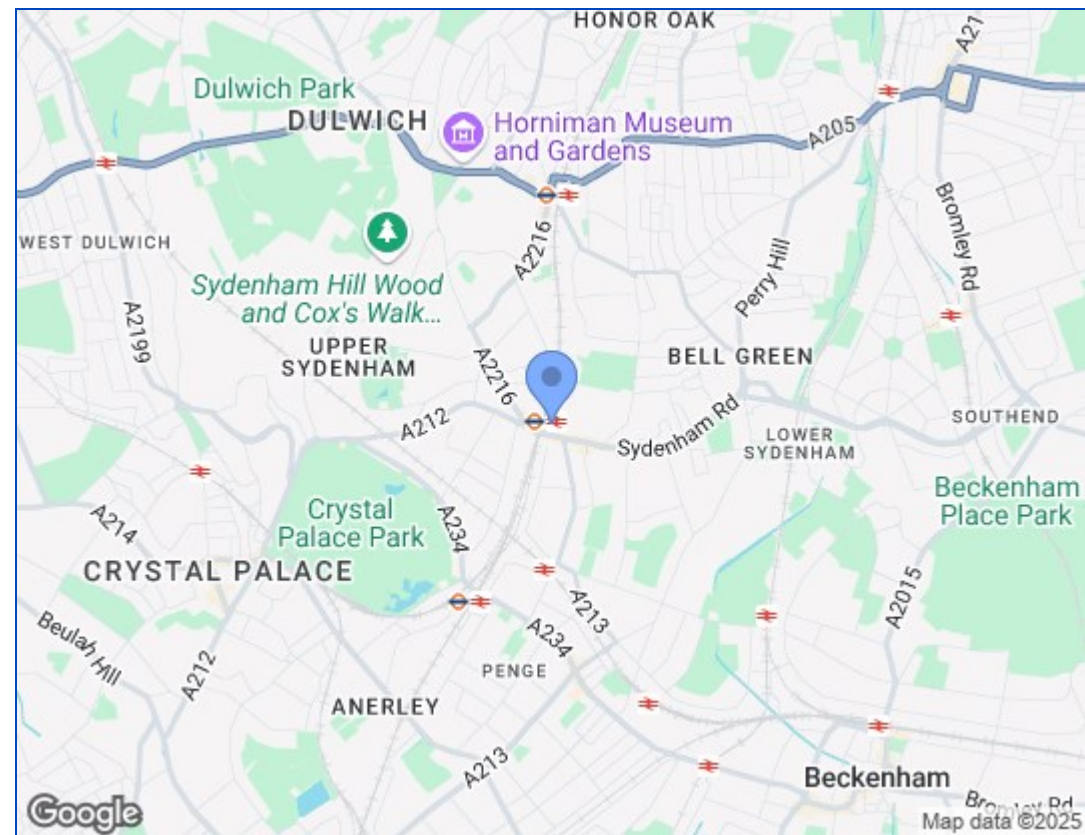 HONOR OAK
A21
Dulwich Park
DULWICH
Horniman Museum
and Gardens
A205
WEST DULWICH
A2216
Bromley Rd
Perry Hill
Sydenham Hill Wood
and Cox's Walk...
A2199
UPPER
SYDENHAM
A2216
BELL GREEN
A212
Sydenham Rd
SOUTHEND
LOWER
SYDENHAM
Crystal
Palace Park
A234
Beckenham
Place Park
A214
CRYSTAL PALACE
A213
A2015
Beulah Hill
A234
A212
PENGE
ANERLEY
A213
Beckenham
Bromley Rd
Google
Map data ©2025